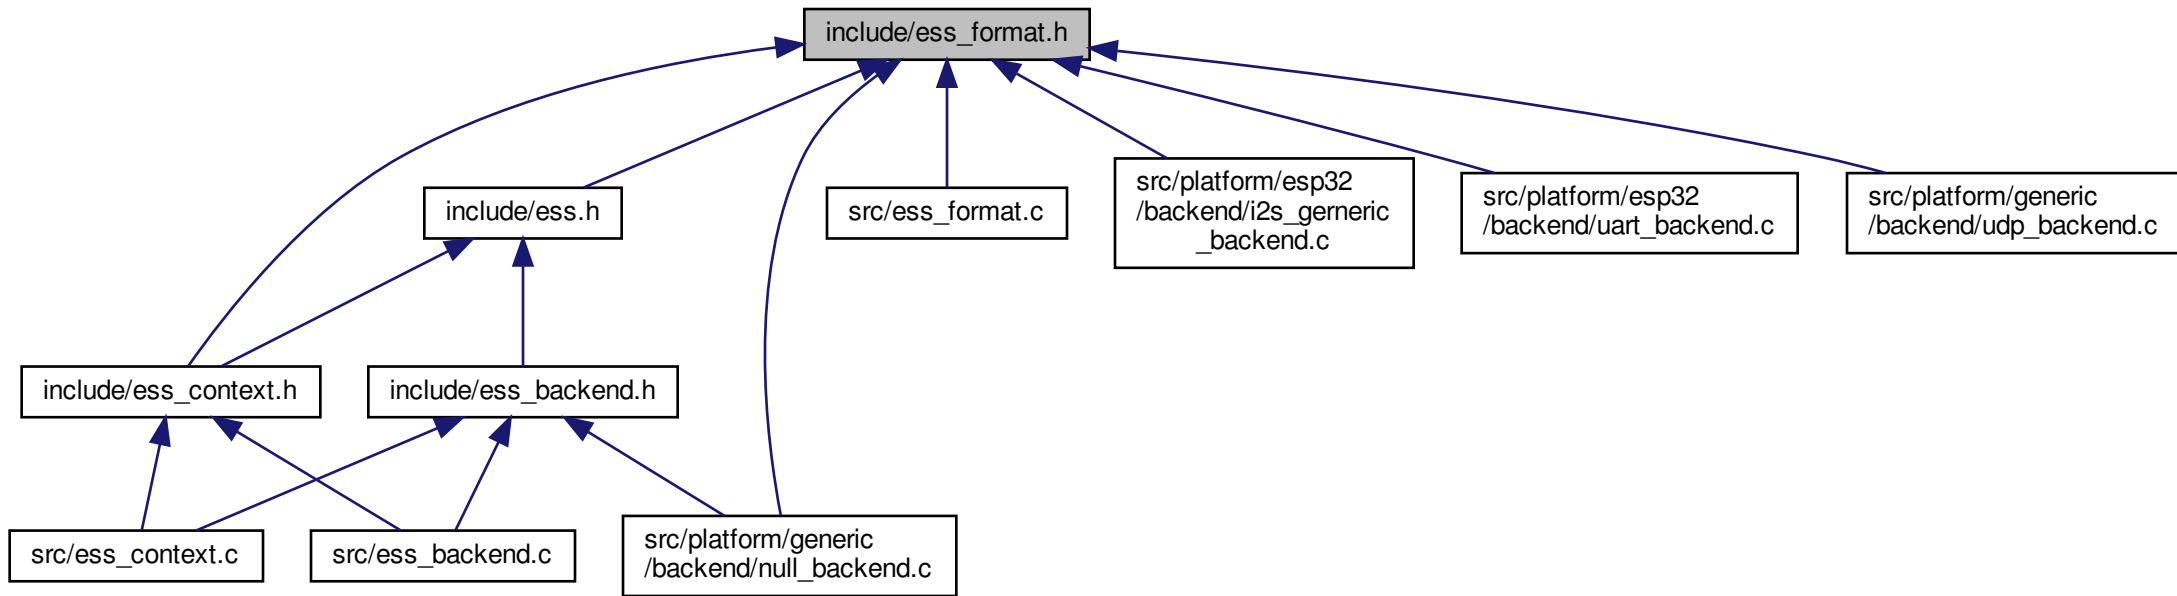 include/ess_format.h
include/ess.h
src/ess_format.c
src/platform/esp32
/backend/i2s_gerneric
_backend.c
src/platform/esp32
/backend/uart_backend.c
src/platform/generic
/backend/udp_backend.c
include/ess_context.h
include/ess_backend.h
src/ess_context.c
src/ess_backend.c
src/platform/generic
/backend/null_backend.c